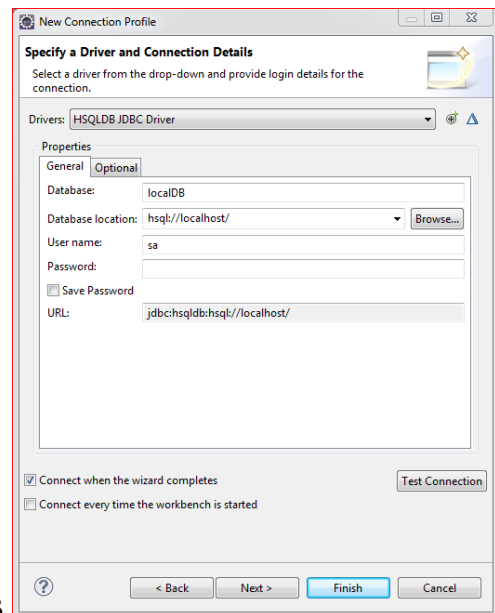 New Connection Profile
Specify a Driver and Connection Details
Select a driver from the drop-down and provide login details for the
connection.
Drivers: HSQLDB JDBC Driver
Properties
General Optional
Database: localDB
Database location: hsql://localhost/ Browse...
User name: sa
Password:
Save Password
URL: jdbc:hsqldb:hsql://localhost/
Connect when the wizard completes Test Connection
Connect every time the workbench is started
? < Back Next > Finish Cancel